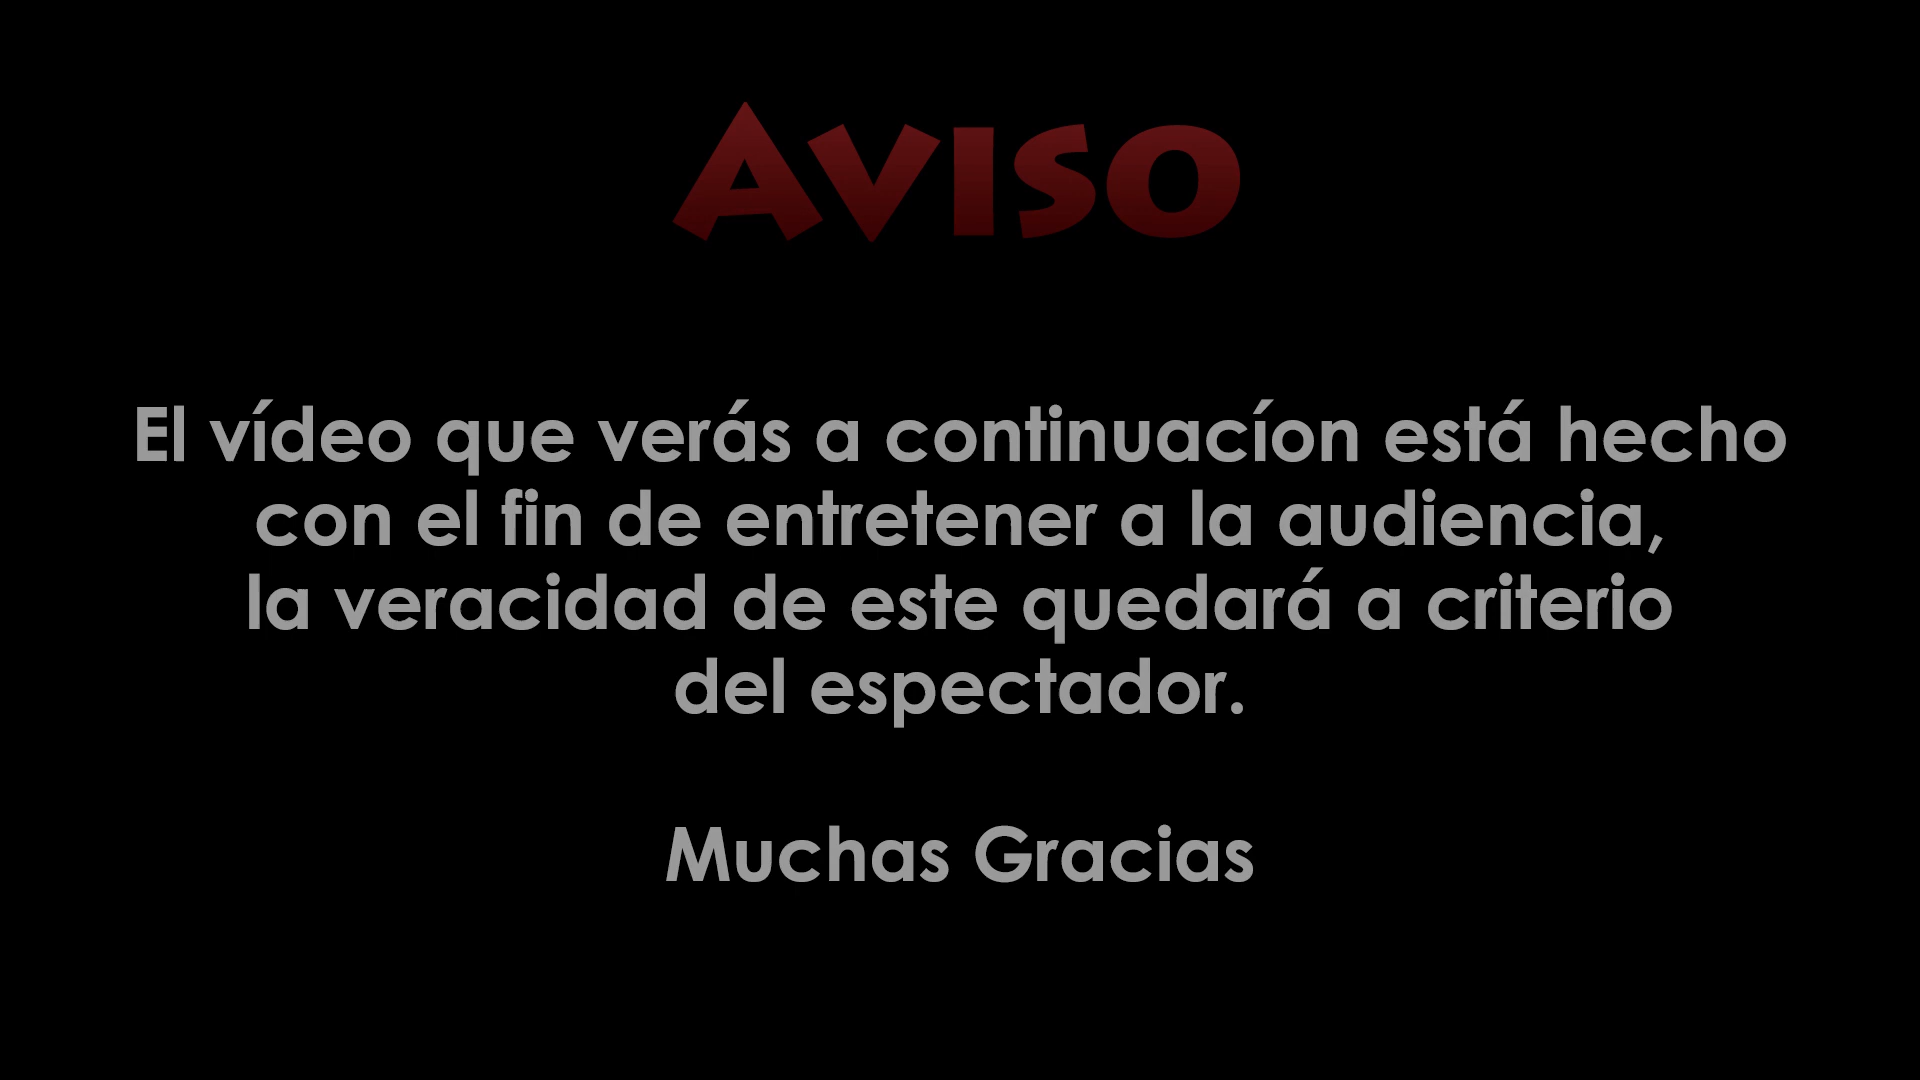 Aviso
El vídeo que verás a continuacíon está hecho
con el fin de entretener a la audiencia,
la veracidad de este quedará a criterio
del espectador.
Muchas Gracias